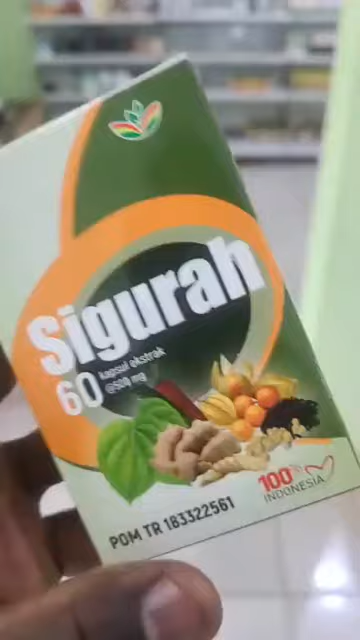 Sigurah
60 kapsul ekstrak
@500 mg
100%
INDONESIA
POM TR 183322561